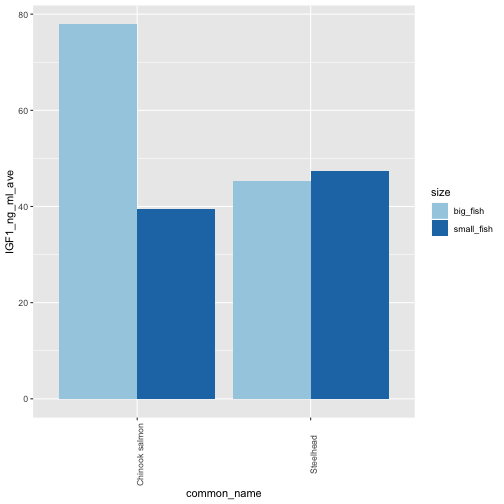 80
60
40
20
0
IGF1_ng_ml_ave
Chinook salmon
Steelhead
common_name
size
big_fish
small_fish